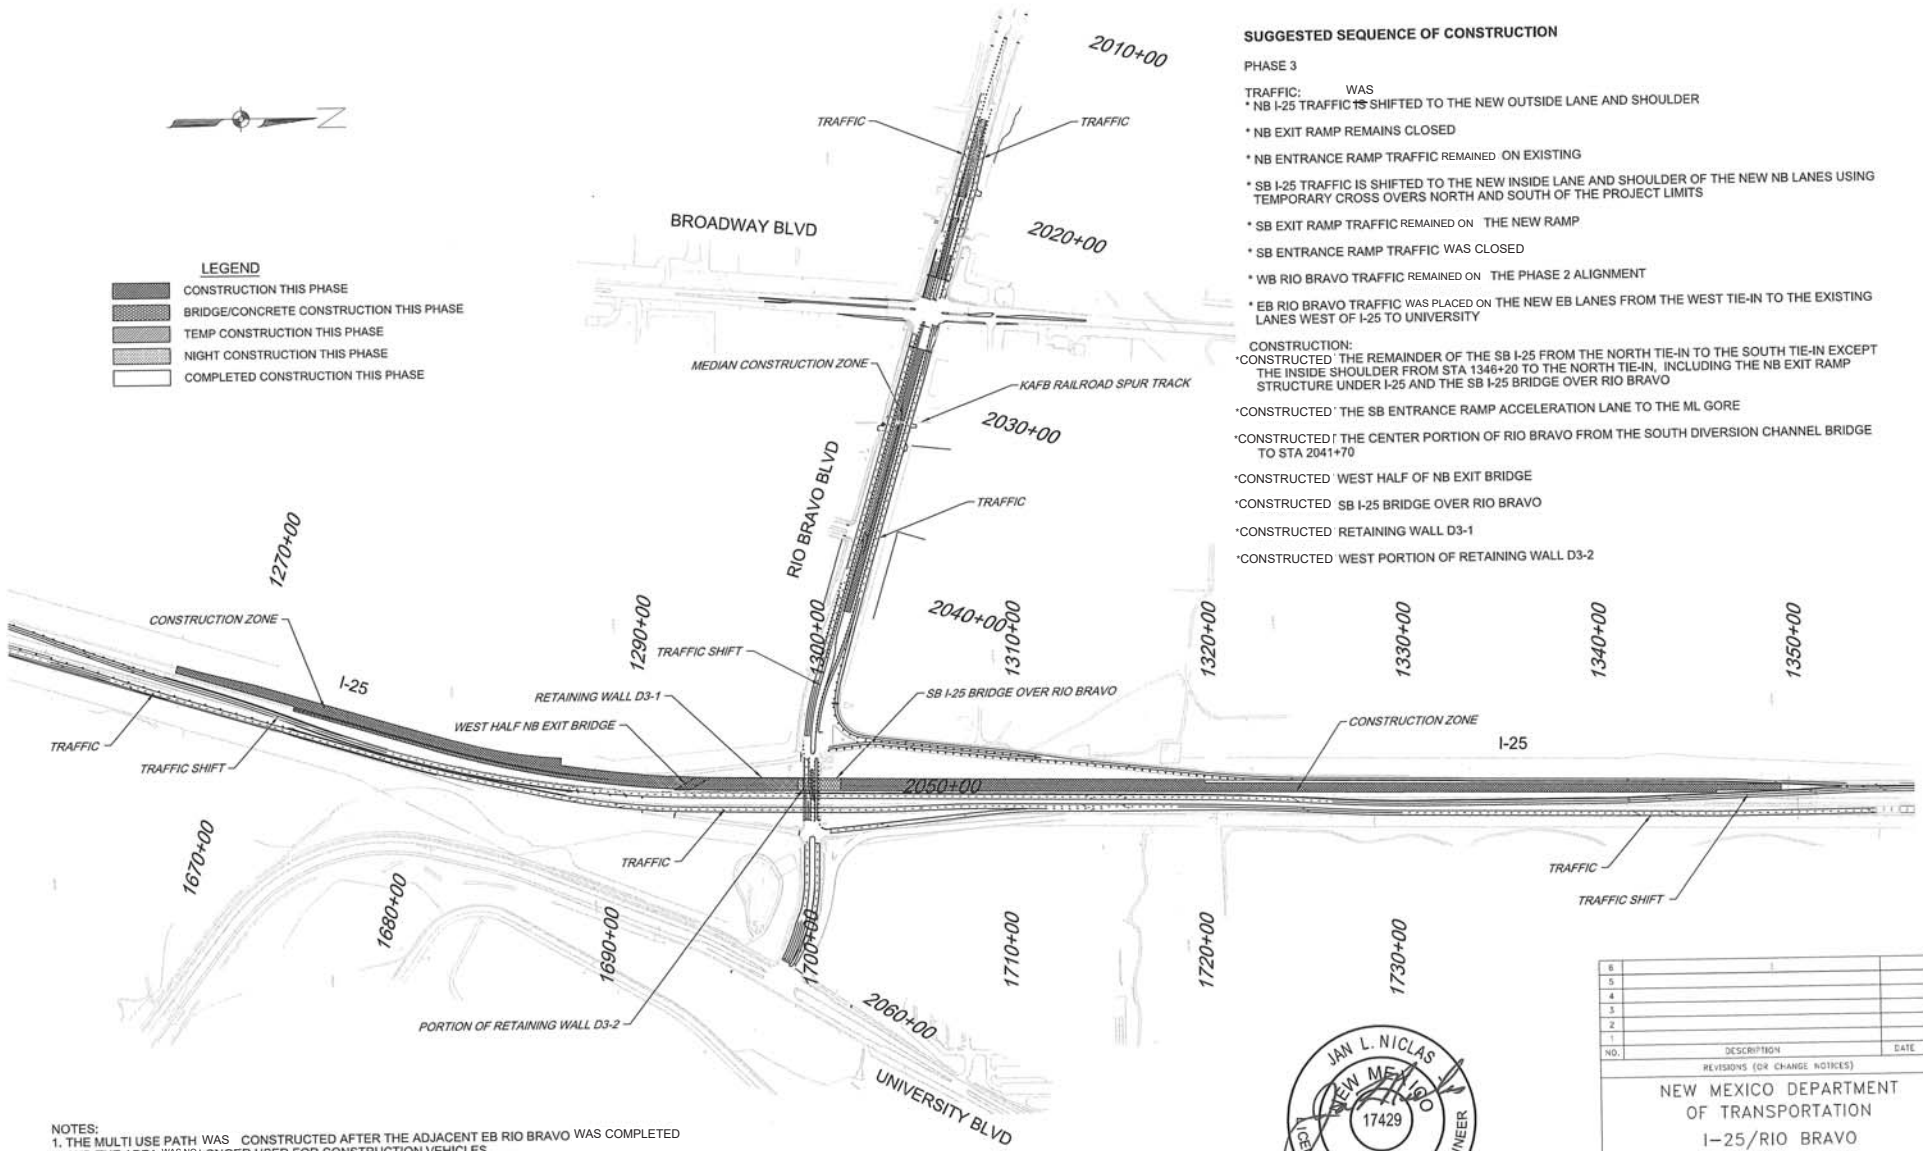 SUGGESTED SEQUENCE OF CONSTRUCTION
PHASE 3
TRAFFIC:
WAS
* NB I-25 TRAFFIC IS SHIFTED TO THE NEW OUTSIDE LANE AND SHOULDER
* NB EXIT RAMP REMAINS CLOSED
* NB ENTRANCE RAMP TRAFFIC REMAINED ON EXISTING
* SB I-25 TRAFFIC IS SHIFTED TO THE NEW INSIDE LANE AND SHOULDER OF THE NEW NB LANES USING
TEMPORARY CROSS OVERS NORTH AND SOUTH OF THE PROJECT LIMITS
* SB EXIT RAMP TRAFFIC REMAINED ON THE NEW RAMP
* SB ENTRANCE RAMP TRAFFIC WAS CLOSED
* WB RIO BRAVO TRAFFIC REMAINED ON THE PHASE 2 ALIGNMENT
* EB RIO BRAVO TRAFFIC WAS PLACED ON THE NEW EB LANES FROM THE WEST TIE-IN TO THE EXISTING
LANES WEST OF I-25 TO UNIVERSITY
CONSTRUCTION:
*CONSTRUCTED THE REMAINDER OF THE SB I-25 FROM THE NORTH TIE-IN TO THE SOUTH TIE-IN EXCEPT
THE INSIDE SHOULDER FROM STA 1346+20 TO THE NORTH TIE-IN, INCLUDING THE NB EXIT RAMP
STRUCTURE UNDER I-25 AND THE SB I-25 BRIDGE OVER RIO BRAVO
*CONSTRUCTED THE SB ENTRANCE RAMP ACCELERATION LANE TO THE ML GORE
*CONSTRUCTED THE CENTER PORTION OF RIO BRAVO FROM THE SOUTH DIVERSION CHANNEL BRIDGE
TO STA 2041+70
*CONSTRUCTED WEST HALF OF NB EXIT BRIDGE
*CONSTRUCTED SB I-25 BRIDGE OVER RIO BRAVO
*CONSTRUCTED RETAINING WALL D3-1
*CONSTRUCTED WEST PORTION OF RETAINING WALL D3-2
Z
LEGEND
CONSTRUCTION THIS PHASE
BRIDGE/CONCRETE CONSTRUCTION THIS PHASE
TEMP CONSTRUCTION THIS PHASE
NIGHT CONSTRUCTION THIS PHASE
COMPLETED CONSTRUCTION THIS PHASE
2010+00
TRAFFIC
TRAFFIC
BROADWAY BLVD
2020+00
MEDIAN CONSTRUCTION ZONE
KAFB RAILROAD SPUR TRACK
2030+00
RIO BRAVO BLVD
TRAFFIC
2040+00
1270+00
1290+00
1300+00
1310+00
1320+00
1330+00
1340+00
1350+00
CONSTRUCTION ZONE
I-25
TRAFFIC SHIFT
RETAINING WALL D3-1
SB I-25 BRIDGE OVER RIO BRAVO
WEST HALF NB EXIT BRIDGE
CONSTRUCTION ZONE
I-25
TRAFFIC
TRAFFIC SHIFT
2050+00
TRAFFIC
TRAFFIC
TRAFFIC SHIFT
1670+00
1680+00
1690+00
1700+00
1710+00
1720+00
1730+00
PORTION OF RETAINING WALL D3-2
2060+00
UNIVERSITY BLVD
NOTES:
1. THE MULTI USE PATH WAS CONSTRUCTED AFTER THE ADJACENT EB RIO BRAVO WAS COMPLETED
USED FOR CONSTRUCTION VEHICLES
JAN L. NICLAS
NEW MEXICO
17429
6
5
4
3
2
1
NO. DESCRIPTION DATE
REVISIONS (OR CHANGE NOTICES)
NEW MEXICO DEPARTMENT
OF TRANSPORTATION
I-25/RIO BRAVO